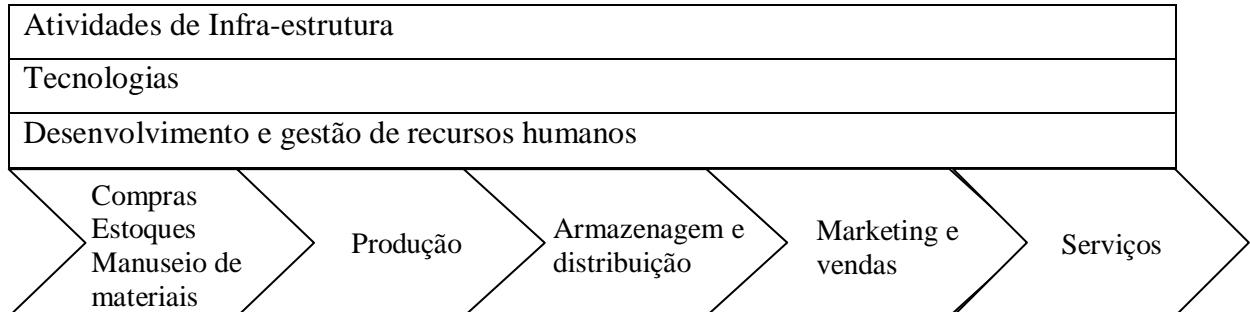 Atividades de Infra-estrutura
Tecnologias
Desenvolvimento e gestão de recursos humanos
Compras
Estoques
Manuseio de
materiais
Produção
Armazenagem e
distribuição
Marketing e
vendas
Serviços